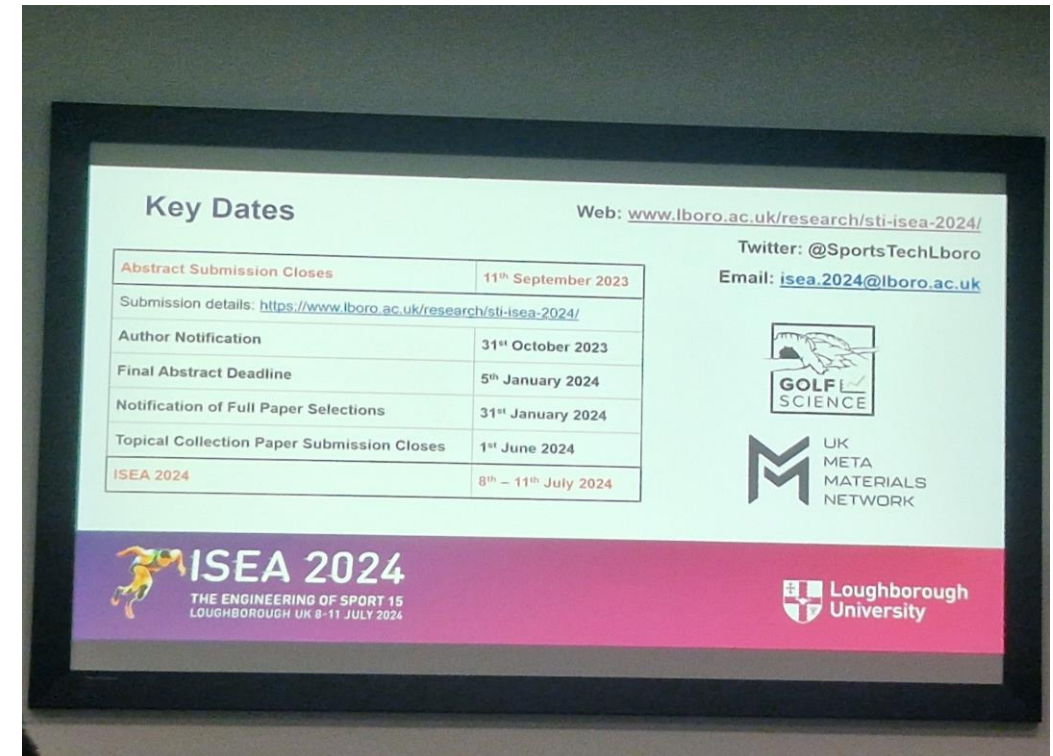 Key Dates
Web: www.lboro.ac.uk/research/sti-isea-2024/
Twitter: @SportsTechLboro
Email: isea.2024@lboro.ac.uk
Abstract Submission Closes 11th September 2023
Submission details: https://www.lboro.ac.uk/research/sti-isea-2024/
Author Notification 31st October 2023
Final Abstract Deadline 5th January 2024
Notification of Full Paper Selections 31st January 2024
Topical Collection Paper Submission Closes 1st June 2024
ISEA 2024 8th – 11th July 2024
GOLF
SCIENCE
UK
META
MATERIALS
NETWORK
ISEA 2024
THE ENGINEERING OF SPORT 15
LOUGHBOROUGH UK 8-11 JULY 2024
Loughborough
University